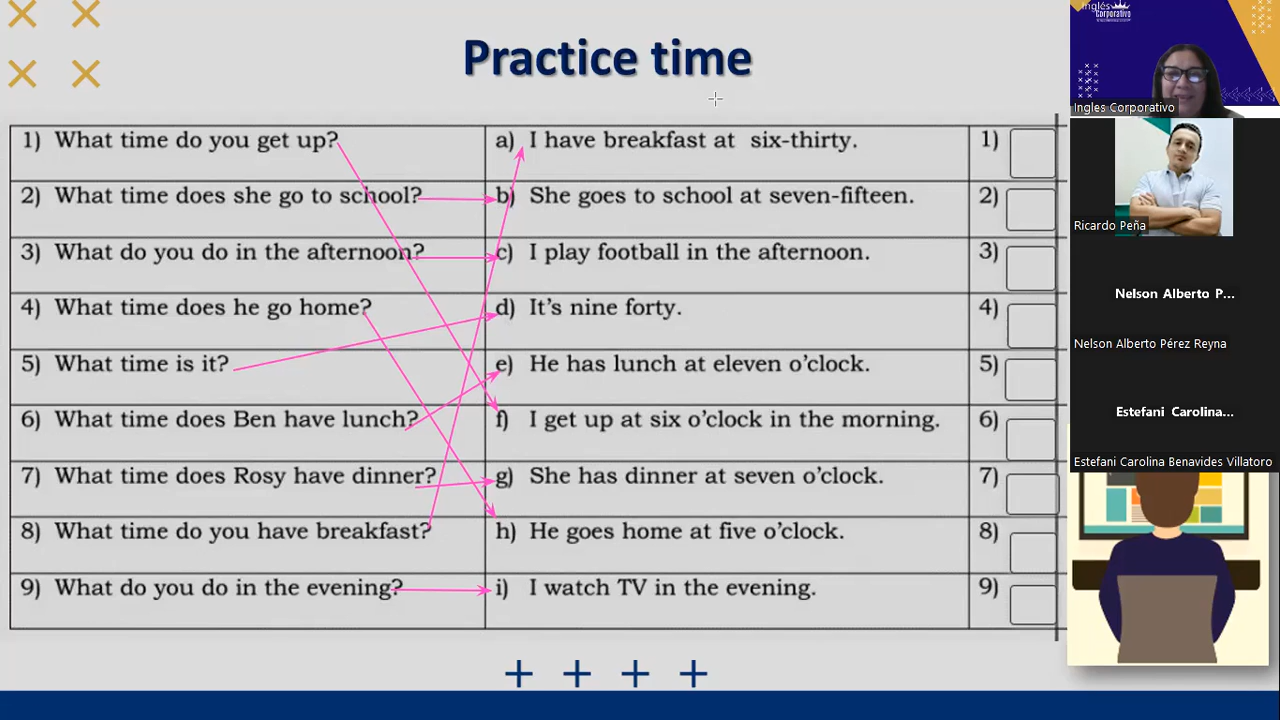 Practice time
1) What time do you get up? a) I have breakfast at six-thirty. 1)
2) What time does she go to school? b) She goes to school at seven-fifteen. 2)
3) What do you do in the afternoon? c) I play football in the afternoon. 3)
4) What time does he go home? d) It's nine forty. 4)
5) What time is it? e) He has lunch at eleven o'clock. 5)
6) What time does Ben have lunch? f) I get up at six o'clock in the morning. 6)
7) What time does Rosy have dinner? g) She has dinner at seven o'clock. 7)
8) What time do you have breakfast? h) He goes home at five o'clock. 8)
9) What do you do in the evening? i) I watch TV in the evening. 9)
Inglés
Corporativo
Ingles Corporativo
Ricardo Peña
Nelson Alberto P...
Nelson Alberto Pérez Reyna
Estefani Carolina...
Estefani Carolina Benavides Villatoro